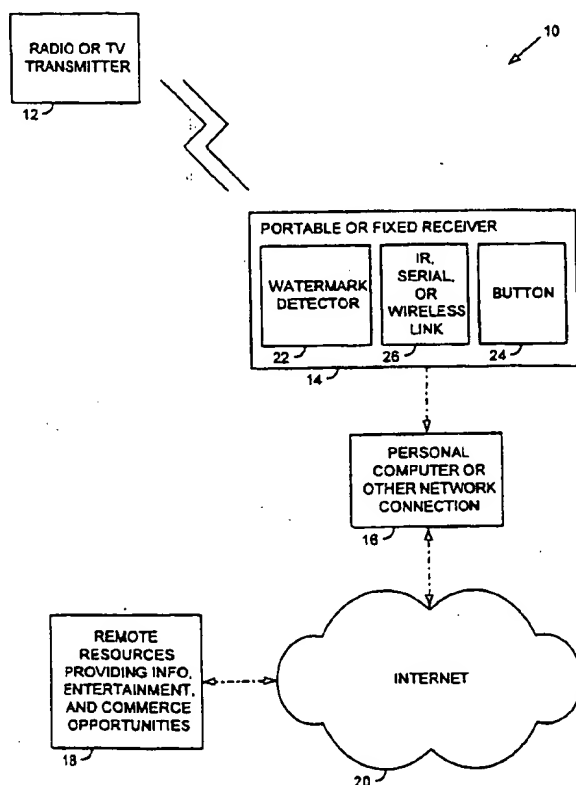 RADIO OR TV
TRANSMITTER
12
10
PORTABLE OR FIXED RECEIVER
WATERMARK
DETECTOR
22
IR,
SERIAL,
OR
WIRELESS
LINK
26
BUTTON
24
14
PERSONAL
COMPUTER OR
OTHER NETWORK
CONNECTION
16
REMOTE
RESOURCES
PROVIDING INFO,
ENTERTAINMENT,
AND COMMERCE
OPPORTUNITIES
18
INTERNET
20